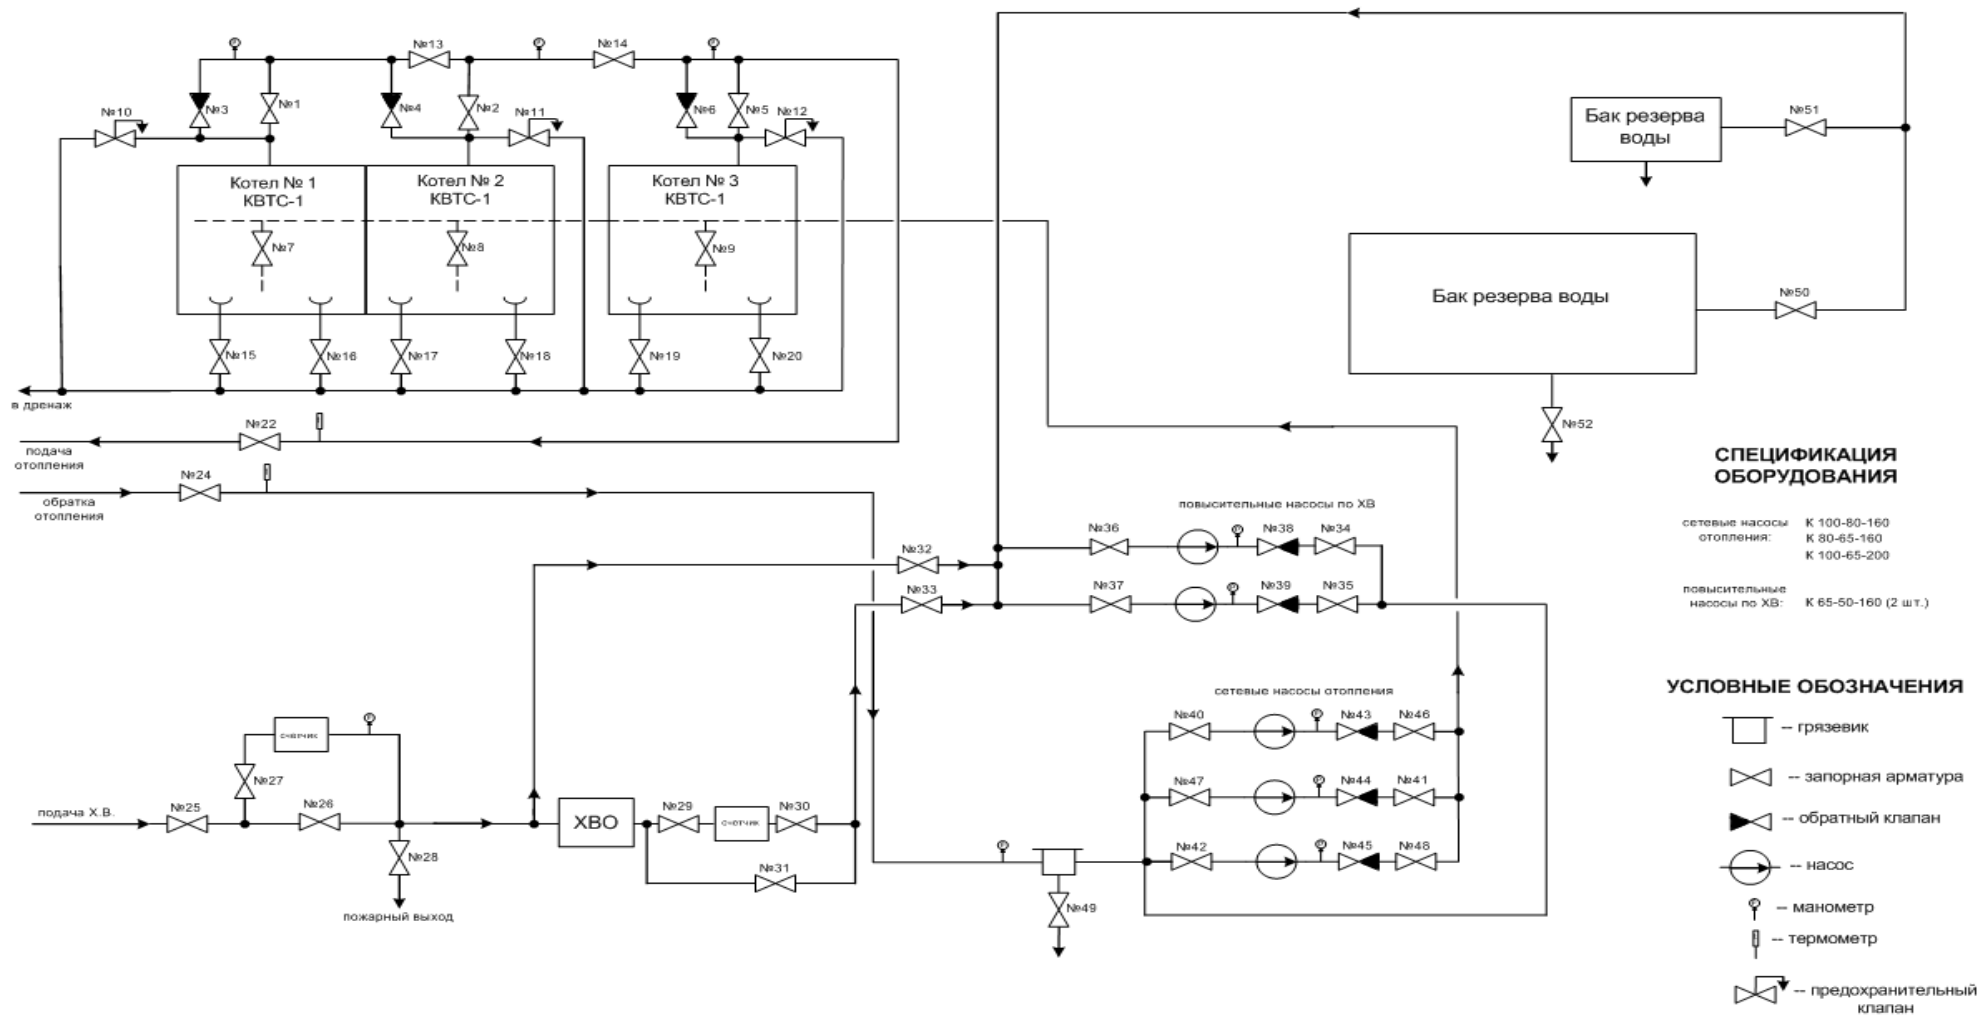 №13
№14
№10
№3
№1
№4
№2
№11
№6
№5
№12
№51
Бак резерва
воды
Котел № 1
КВТС-1
Котел № 2
КВТС-1
Котел № 3
КВТС-1
№7
№8
№9
Бак резерва воды
№50
№15
№16
№17
№18
№19
№20
в дренаж
№22
подача
отопления
№52
№24
обратка
отопления
СПЕЦИФИКАЦИЯ
ОБОРУДОВАНИЯ
сетевые насосы
отопления:
К 100-80-160
К 80-65-160
К 100-65-200
повысительные
насосы по ХВ:
К 65-50-160 (2 шт.)
повысительные насосы по ХВ
№36
№38
№34
№32
№37
№39
№35
№33
УСЛОВНЫЕ ОБОЗНАЧЕНИЯ
-- грязевик
-- запорная арматура
-- обратный клапан
-- насос
-- манометр
-- термометр
-- предохранительный
клапан
сетевые насосы отопления
№40
№43
№46
№47
№44
№41
№42
№45
№48
№49
счетчик
№27
подача Х.В.
№25
№26
№28
пожарный выход
ХВО
№29
счетчик
№30
№31